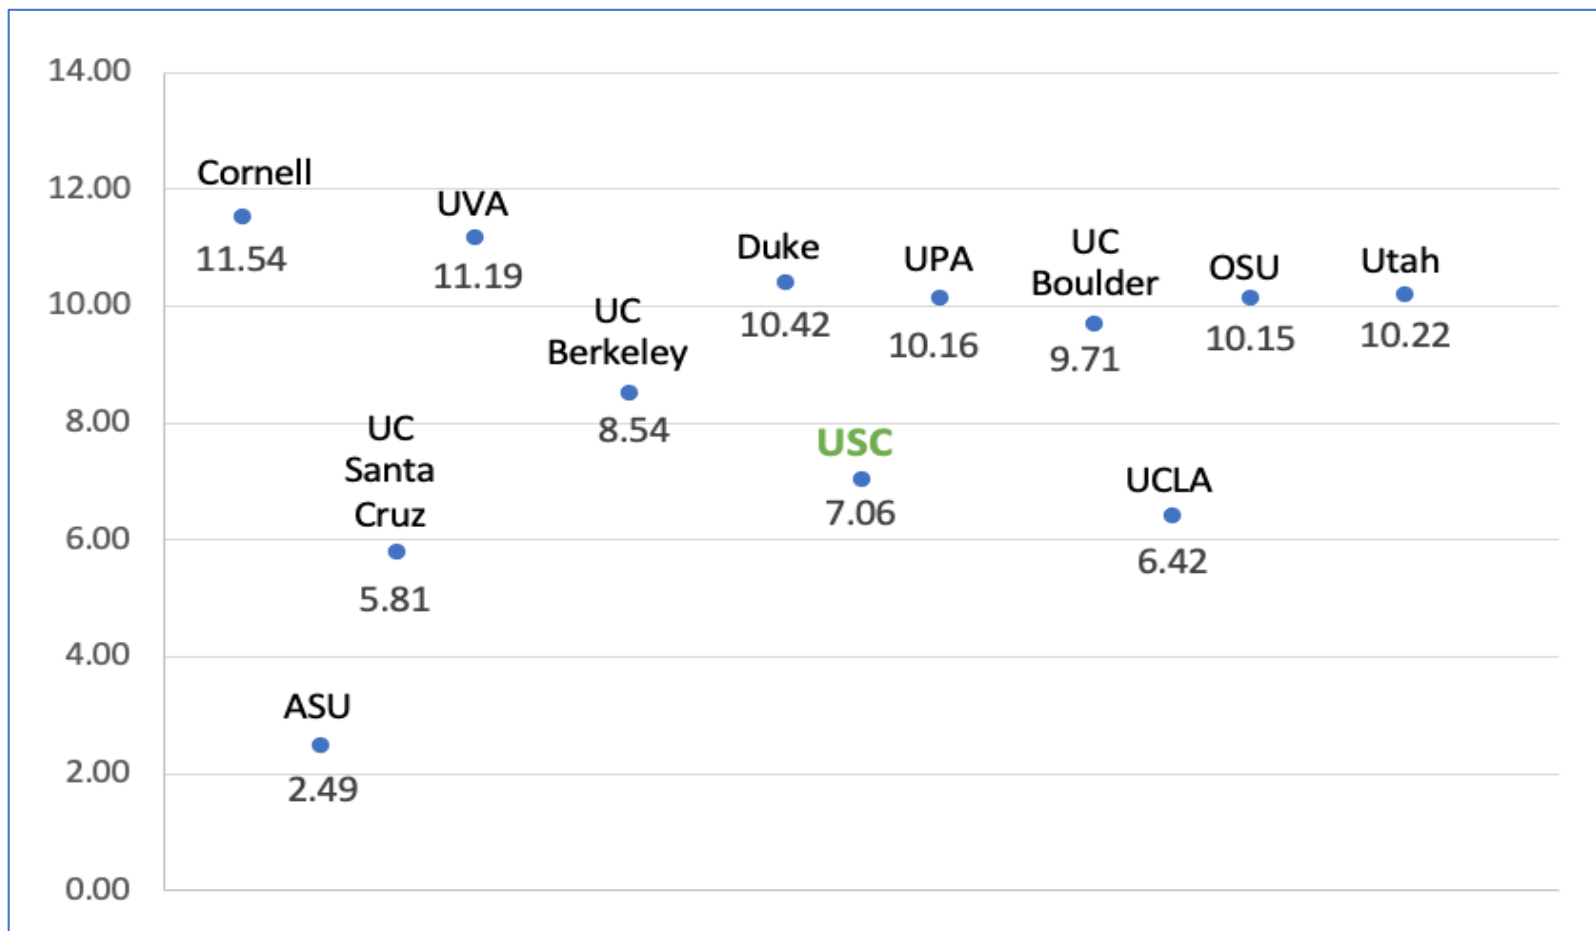 14.00
12.00
10.00
8.00
6.00
4.00
2.00
0.00
Cornell
11.54
ASU
2.49
UC
Santa
Cruz
5.81
UVA
11.19
UC
Berkeley
8.54
Duke
10.42
USC
7.06
UPA
10.16
UC
Boulder
9.71
UCLA
6.42
OSU
10.15
Utah
10.22